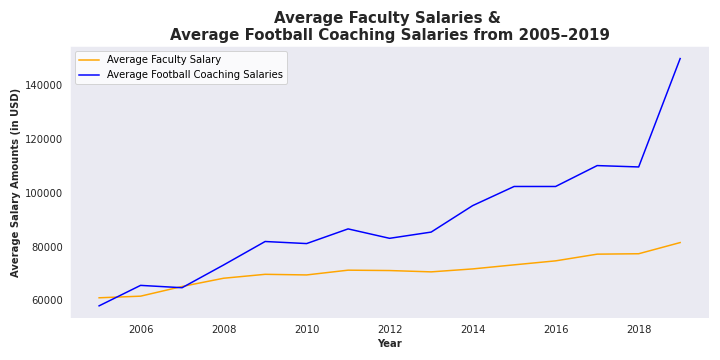 Average Faculty Salaries &
Average Football Coaching Salaries from 2005–2019
Average Faculty Salary
Average Football Coaching Salaries
Average Salary Amounts (in USD)
140000
120000
100000
80000
60000
2006 2008 2010 2012 2014 2016 2018
Year